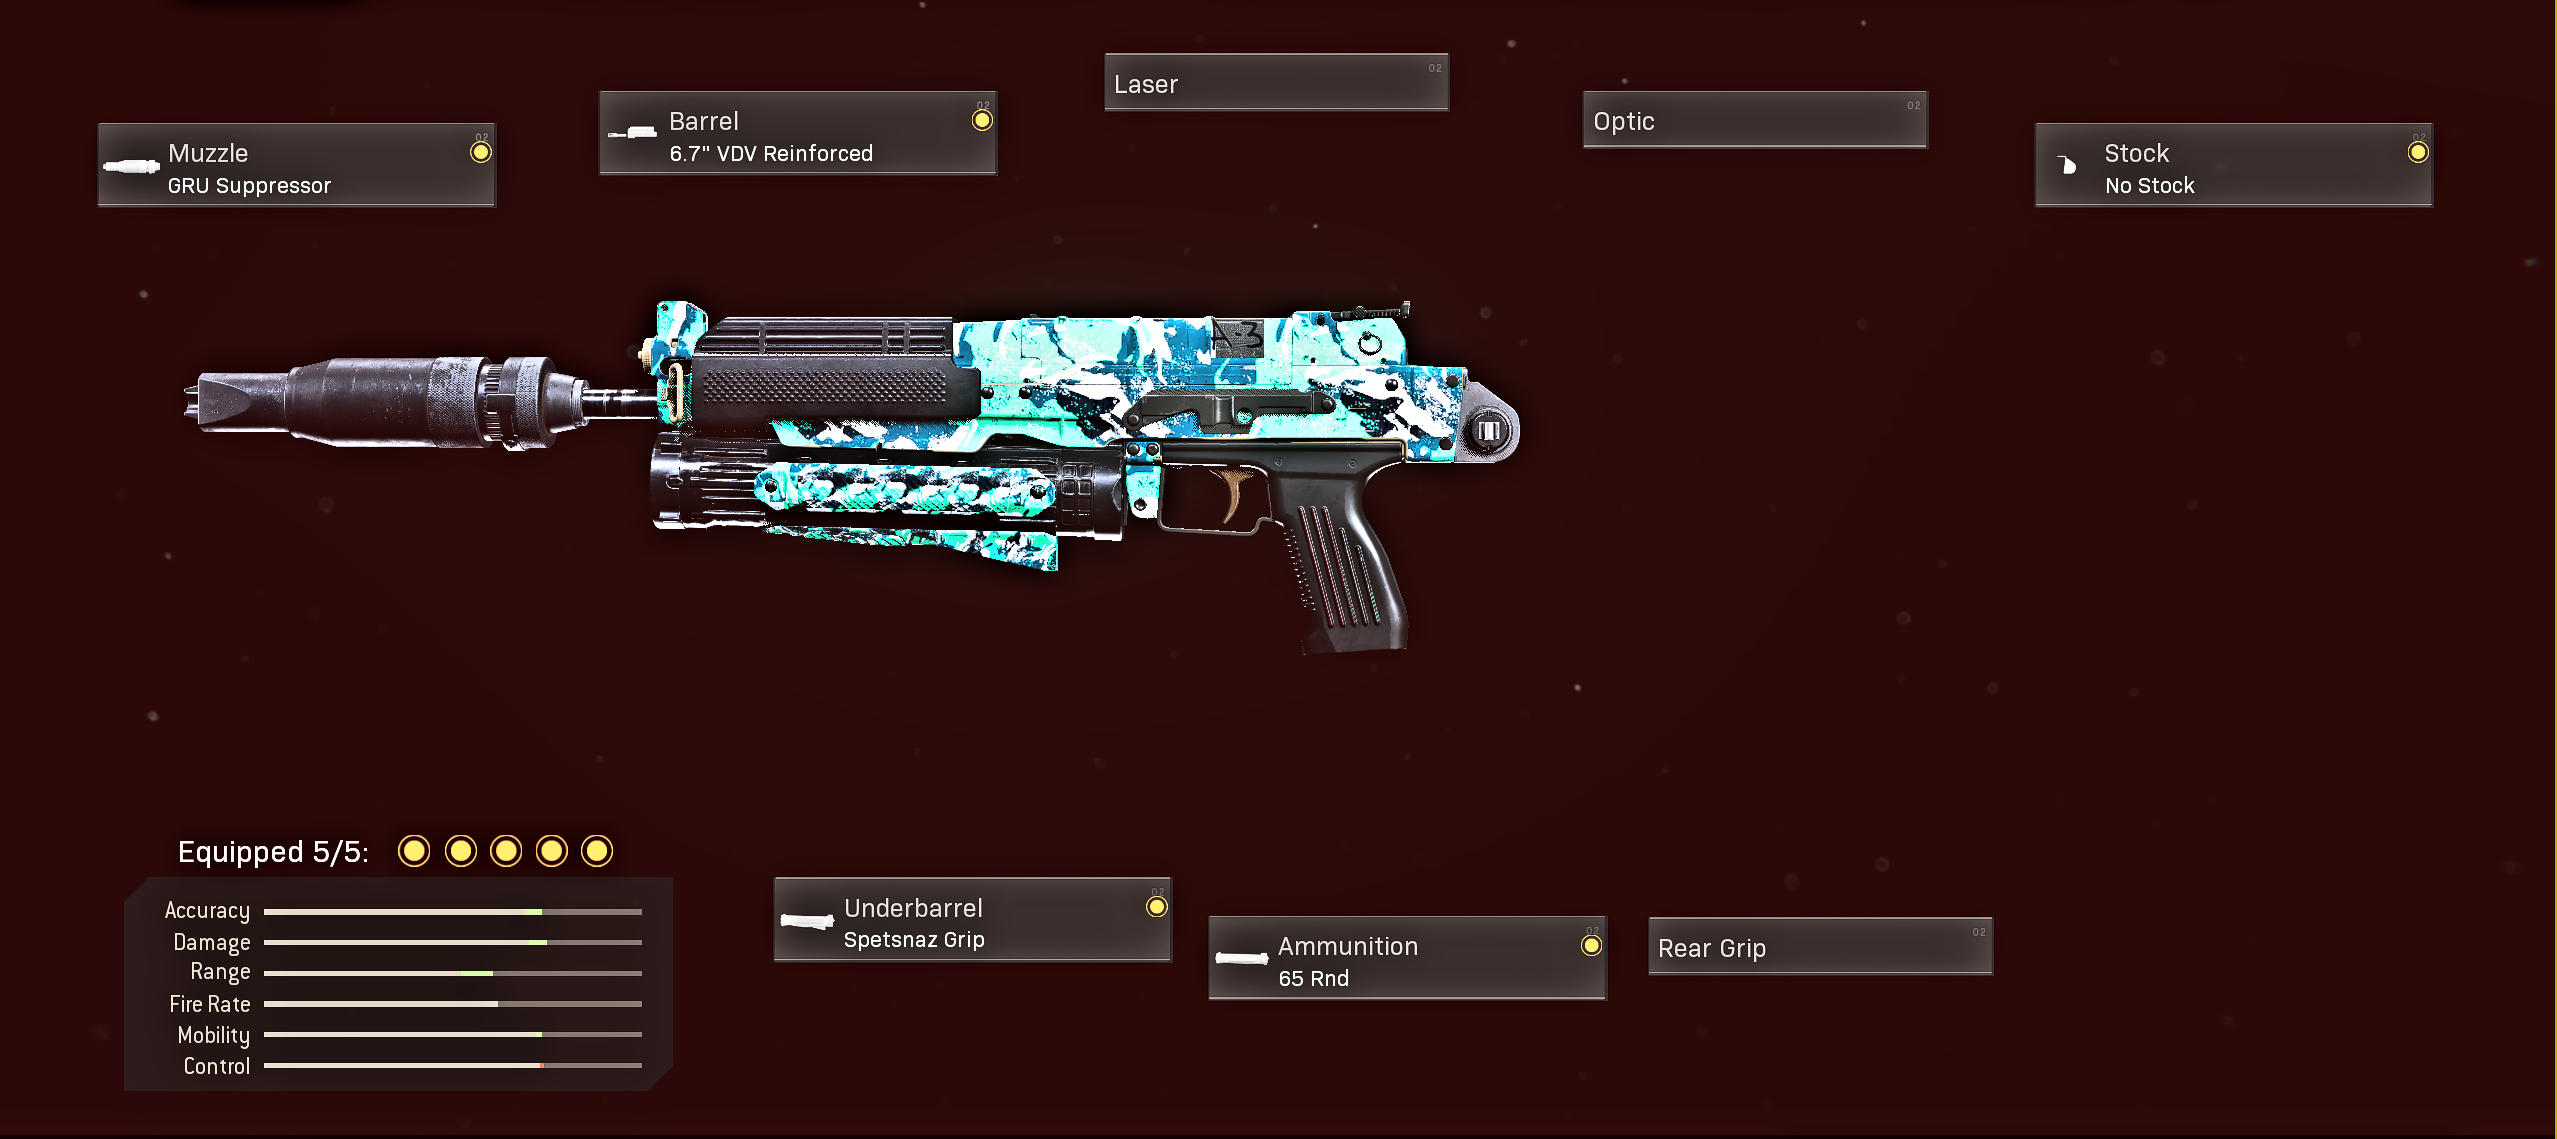 Laser
02
Barrel
02
6.7" VDV Reinforced
Optic
02
Muzzle
02
GRU Suppressor
Stock
02
No Stock
Equipped 5/5:
Accuracy
Damage
Range
Fire Rate
Mobility
Control
Underbarrel
02
Spetsnaz Grip
Ammunition
02
65 Rnd
Rear Grip
02